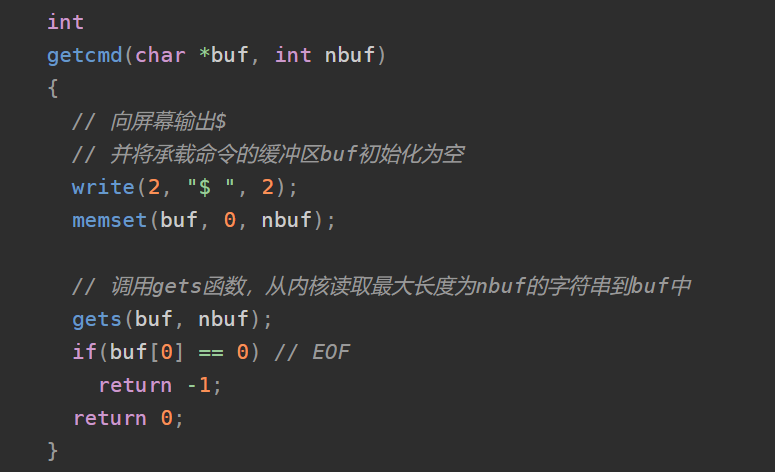 int
getcmd(char *buf, int nbuf)
{
  // 向屏幕输出$
  // 并将承载命令的缓冲区buf初始化为空
  write(2, "$ ", 2);
  memset(buf, 0, nbuf);

  // 调用gets函数，从内核读取最大长度为nbuf的字符串到buf中
  gets(buf, nbuf);
  if(buf[0] == 0) // EOF
    return -1;
  return 0;
}